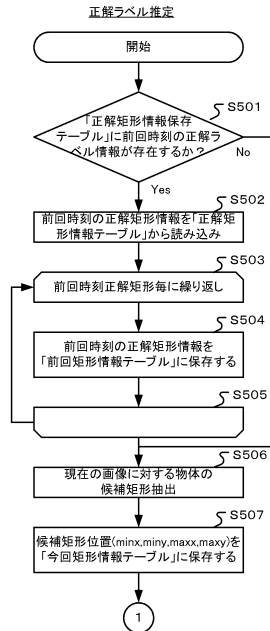 正解ラベル推定
開始
S501
「正解矩形情報保存
テーブル」に前回時刻の正解ラ
ベル情報が存在するか？
No
Yes
S502
前回時刻の正解矩形情報を「正解矩
形情報テーブル」から読み込み
S503
前回時刻正解矩形毎に繰り返し
S504
前回時刻の正解矩形情報を
「前回矩形情報テーブル」に保存する
S505
S506
現在の画像に対する物体の
候補矩形抽出
S507
候補矩形位置(minx,miny,maxx,maxy)を
「今回矩形情報テーブル」に保存する
1